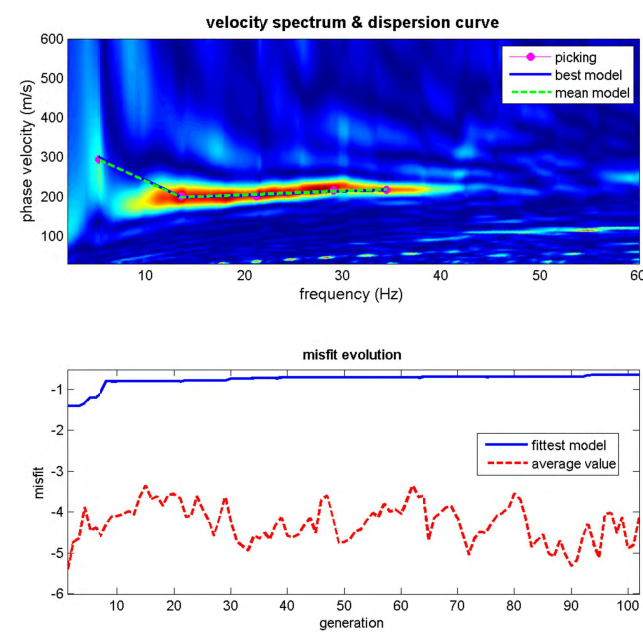 velocity spectrum & dispersion curve
600
500
400
300
200
100
phase velocity (m/s)
picking
best model
mean model
10
20
30
40
50
60
frequency (Hz)
misfit evolution
-1
-2
-3
-4
-5
-6
misfit
fittest model
average value
10
20
30
40
50
60
70
80
90
100
generation